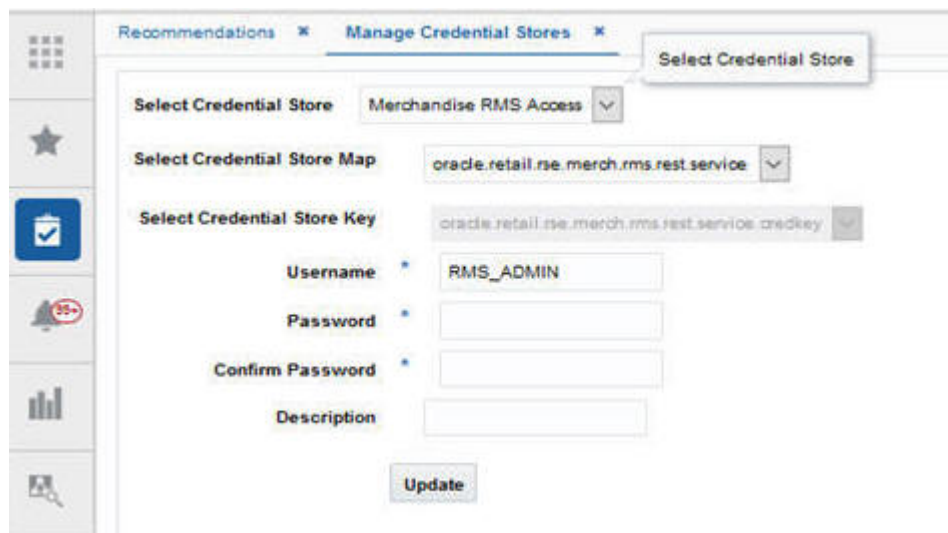 Recommendations Manage Credential Stores
Select Credential Store
Select Credential Store Merchandise RMS Access
Select Credential Store Map oracle.retail.rse.merch.rms.rest.service
Select Credential Store Key oracle.retail.rse.merch.rms.rest.service.credkey
Username * RMS_ADMIN
99+
Password *
Confirm Password *
Description
Update